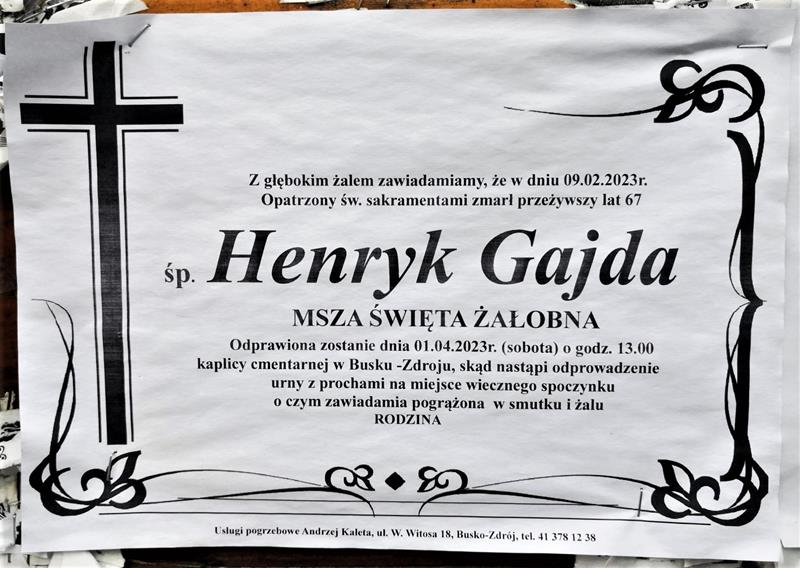 Z głębokim żalem zawiadamiamy, że w dniu 09.02.2023r.
Opatrzony św. sakramentami zmarł przeżywszy lat 67
śp. Henryk Gajda
MSZA ŚWIĘTA ŻAŁOBNA
Odprawiona zostanie dnia 01.04.2023r. (sobota) o godz. 13.00
kaplicy cmentarnej w Busku -Zdroju, skąd nastąpi odprowadzenie
urny z prochami na miejsce wiecznego spoczynku
o czym zawiadamia pogrążona w smutku i żalu
RODZINA
Usługi pogrzebowe Andrzej Kaleta, ul. W. Witosa 18, Busko-Zdrój, tel. 41 378 12 38